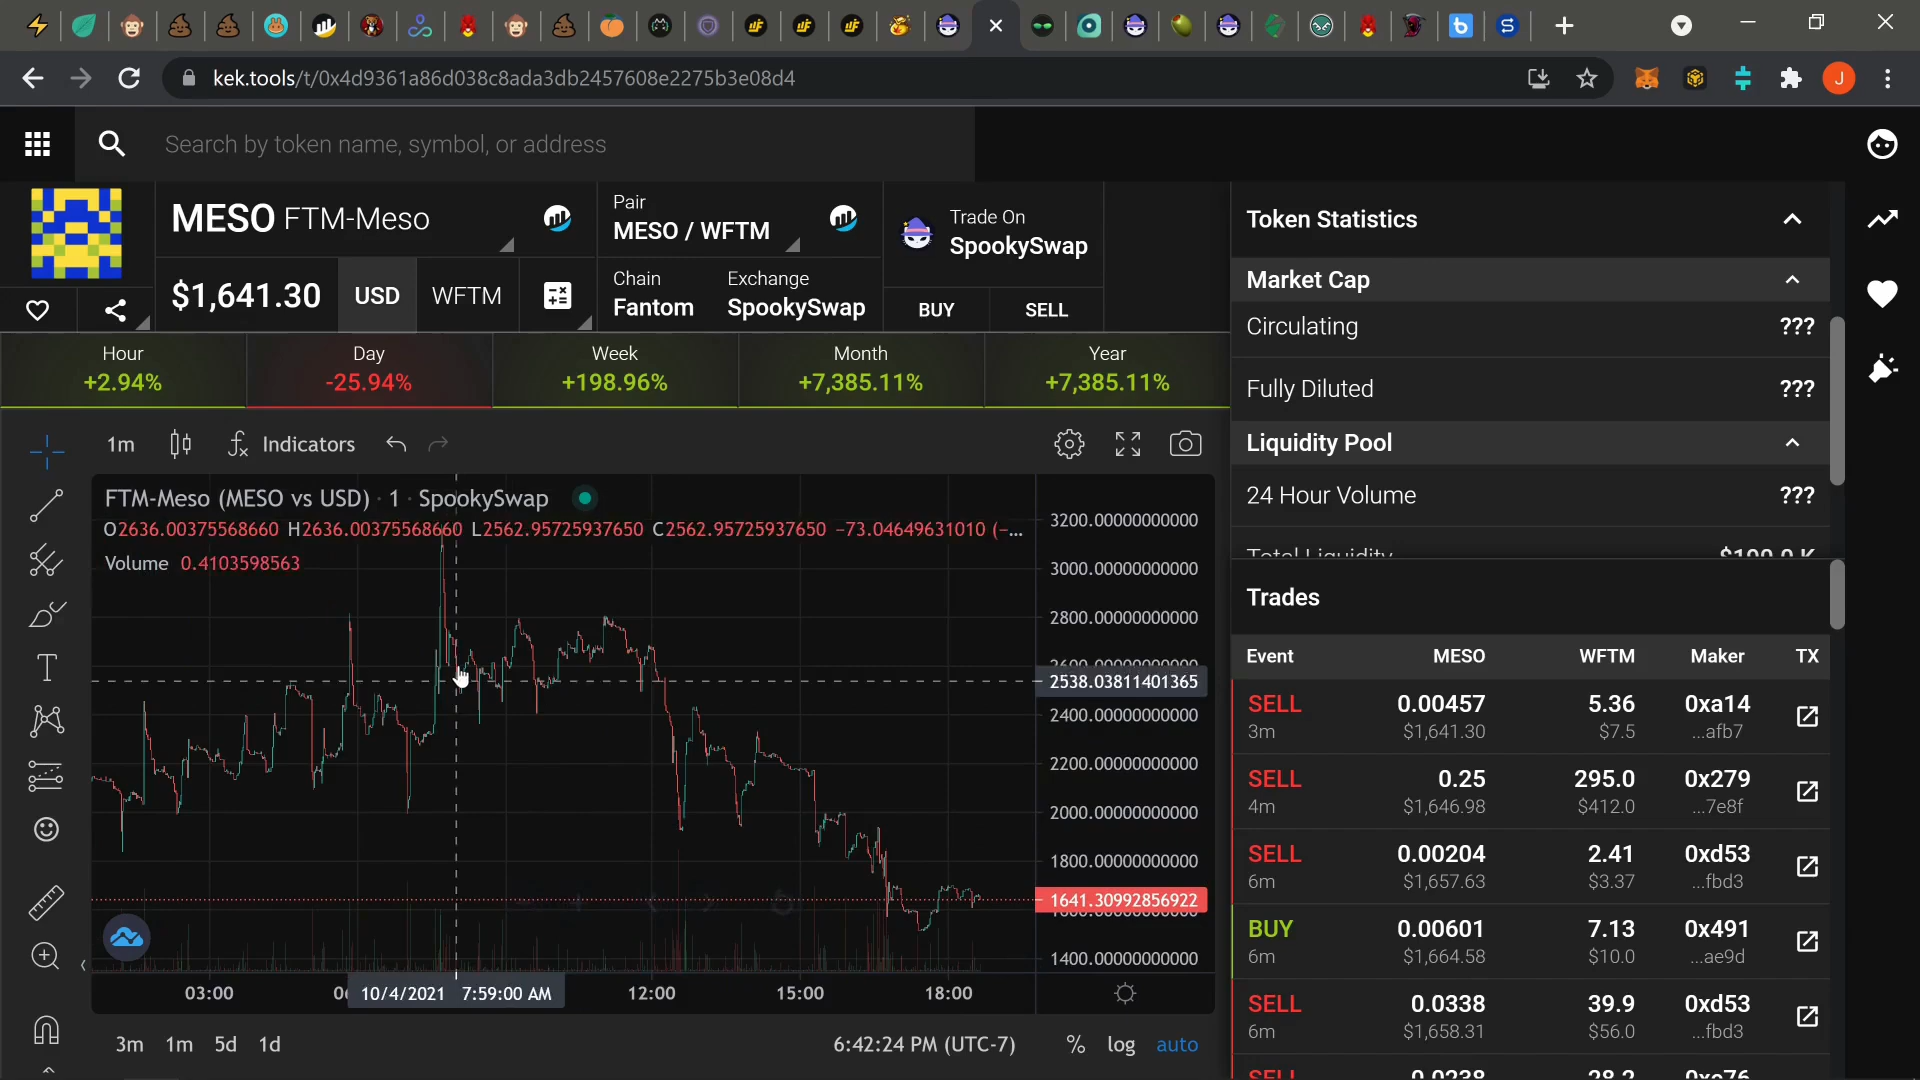 kek.tools/t/0x4d9361a86d038c8ada3db2457608e2275b3e08d4
J
Search by token name, symbol, or address
MESO FTM-Meso
$1,641.30 USD WFTM
Pair
MESO / WFTM
Chain Exchange
Fantom SpookySwap
Trade On
SpookySwap
BUY SELL
Hour Day Week Month Year
+2.94% -25.94% +198.96% +7,385.11% +7,385.11%
1m Indicators
FTM-Meso (MESO vs USD) · 1 · SpookySwap
O2636.00375568660 H2636.00375568660 L2562.95725937650 C2562.95725937650 −73.04649631010 (−...
Volume 0.4103598563
3200.00000000000
3000.00000000000
2800.00000000000
2600.00000000000
2538.03811401365
2400.00000000000
2200.00000000000
2000.00000000000
1800.00000000000
1641.30992856922
1400.00000000000
03:00 10/4/2021 7:59:00 AM 12:00 15:00 18:00
3m 1m 5d 1d 6:42:24 PM (UTC-7) % log auto
Token Statistics
Market Cap
Circulating ???
Fully Diluted ???
Liquidity Pool
24 Hour Volume ???
Total Liquidity
Trades
Event MESO WFTM Maker TX
SELL 0.00457 5.36 0xa14
3m $1,641.30 $7.5 ...afb7
SELL 0.25 295.0 0x279
4m $1,646.98 $412.0 ...7e8f
SELL 0.00204 2.41 0xd53
6m $1,657.63 $3.37 ...fbd3
BUY 0.00601 7.13 0x491
6m $1,664.58 $10.0 ...ae9d
SELL 0.0338 39.9 0xd53
6m $1,658.31 $56.0 ...fbd3
SELL 0.0238 28.2